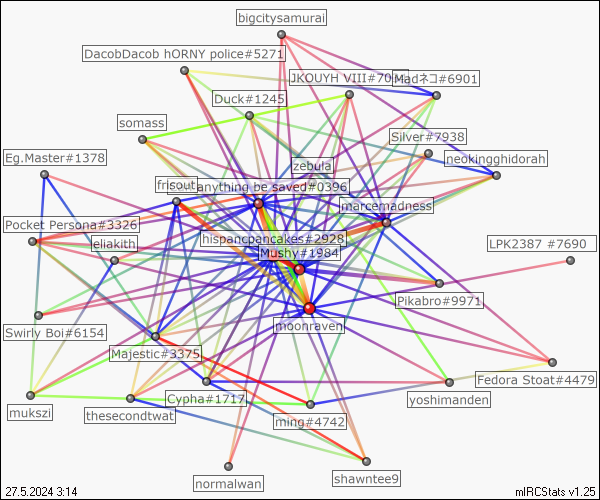 bigcitysamurai
DacobDacob hORNY police#5271
JKOUYH VIII#70
Madネコ#6901
Duck#1245
somass
Silver#7938
Eg.Master#1378
zebula
neokingghidorah
frisout
anything be saved#0396
marcemadness
Pocket Persona#3326
hispancpancakes#2928
eliakith
Mushy#1984
LPK2387 #7690
Pikabro#9971
Swirly Boi#6154
moonraven
Majestic#3375
Fedora Stoat#4479
Cypha#1717
yoshimanden
mukszi
thesecondtwat
ming#4742
normalwan
shawntee9
27.5.2024 3:14
mIRCStats v1.25